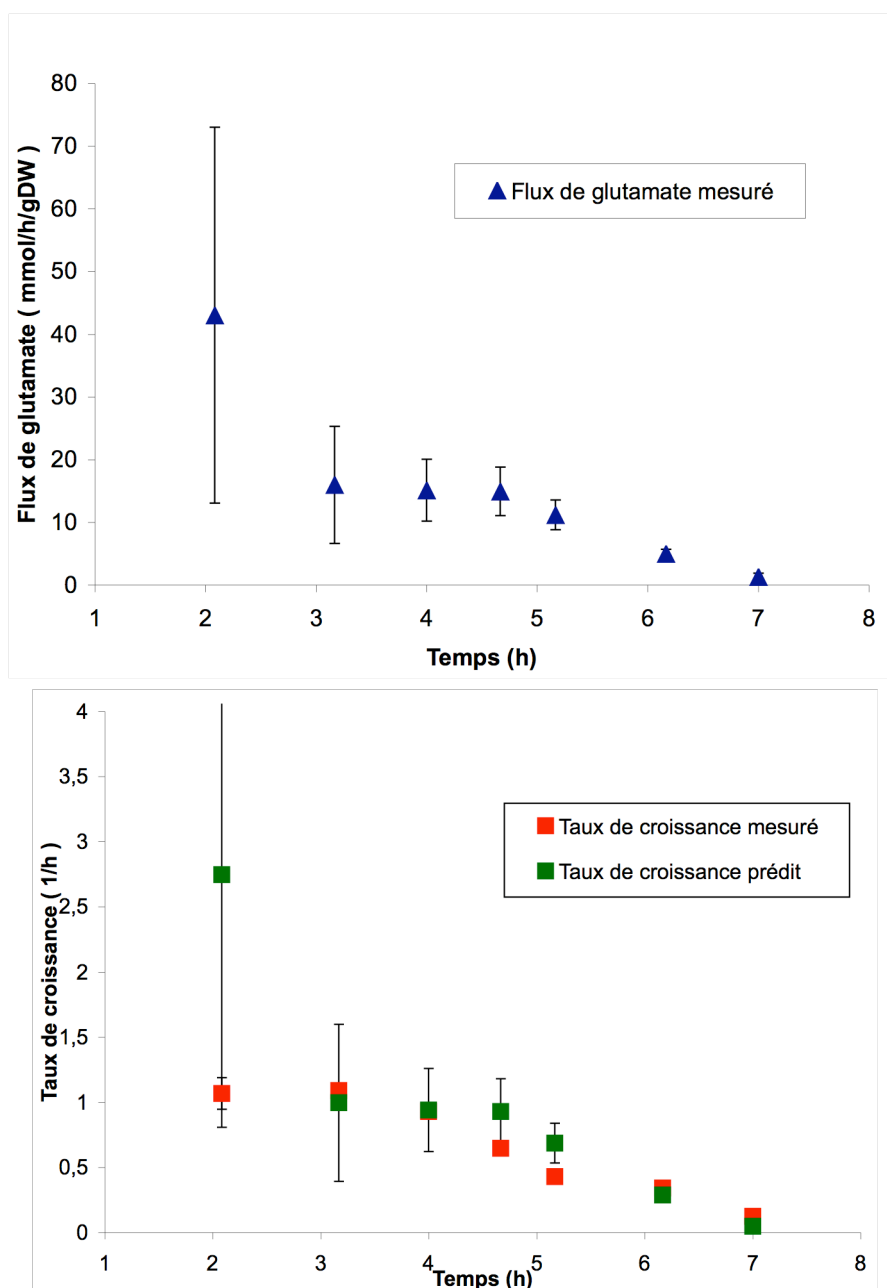 80
70
60
50
40
30
20
10
0
Flux de glutamate ( mmol/h/gDW )
Flux de glutamate mesuré
1 2 3 4 5 6 7 8
Temps (h)
4
3,5
3
2,5
2
1,5
1
0,5
0
Taux de croissance ( 1/h )
Taux de croissance mesuré
Taux de croissance prédit
1 2 3 4 5 6 7 8
Temps (h)